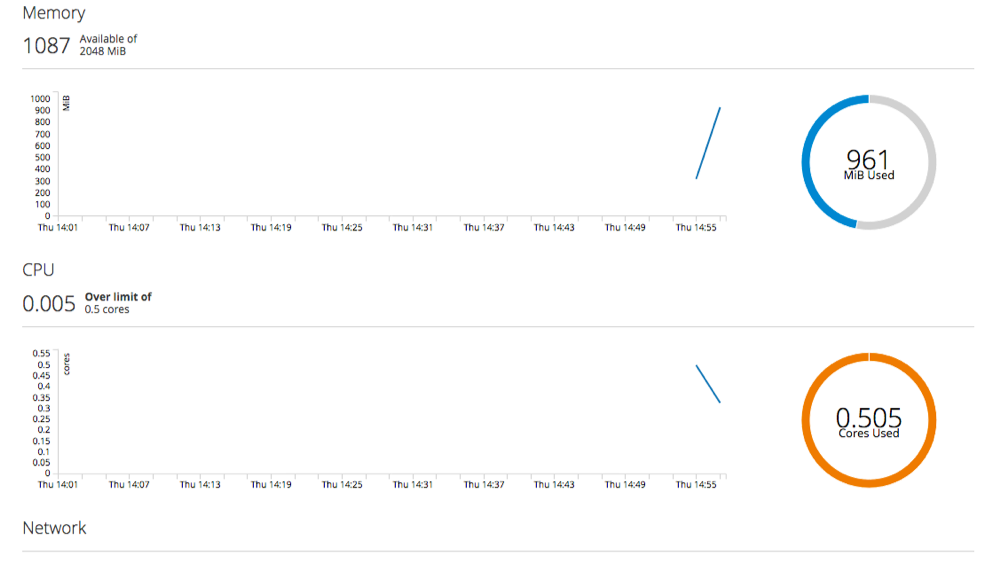 Memory
1087 Available of
2048 MiB
1000
900
800
700
600
500
400
300
200
100
0
MiB
Thu 14:01 Thu 14:07 Thu 14:13 Thu 14:19 Thu 14:25 Thu 14:31 Thu 14:37 Thu 14:43 Thu 14:49 Thu 14:55
961
MiB Used
CPU
0.005 Over limit of
0.5 cores
0.55
0.5
0.45
0.4
0.35
0.3
0.25
0.2
0.15
0.1
0.05
0
cores
Thu 14:01 Thu 14:07 Thu 14:13 Thu 14:19 Thu 14:25 Thu 14:31 Thu 14:37 Thu 14:43 Thu 14:49 Thu 14:55
0.505
Cores Used
Network